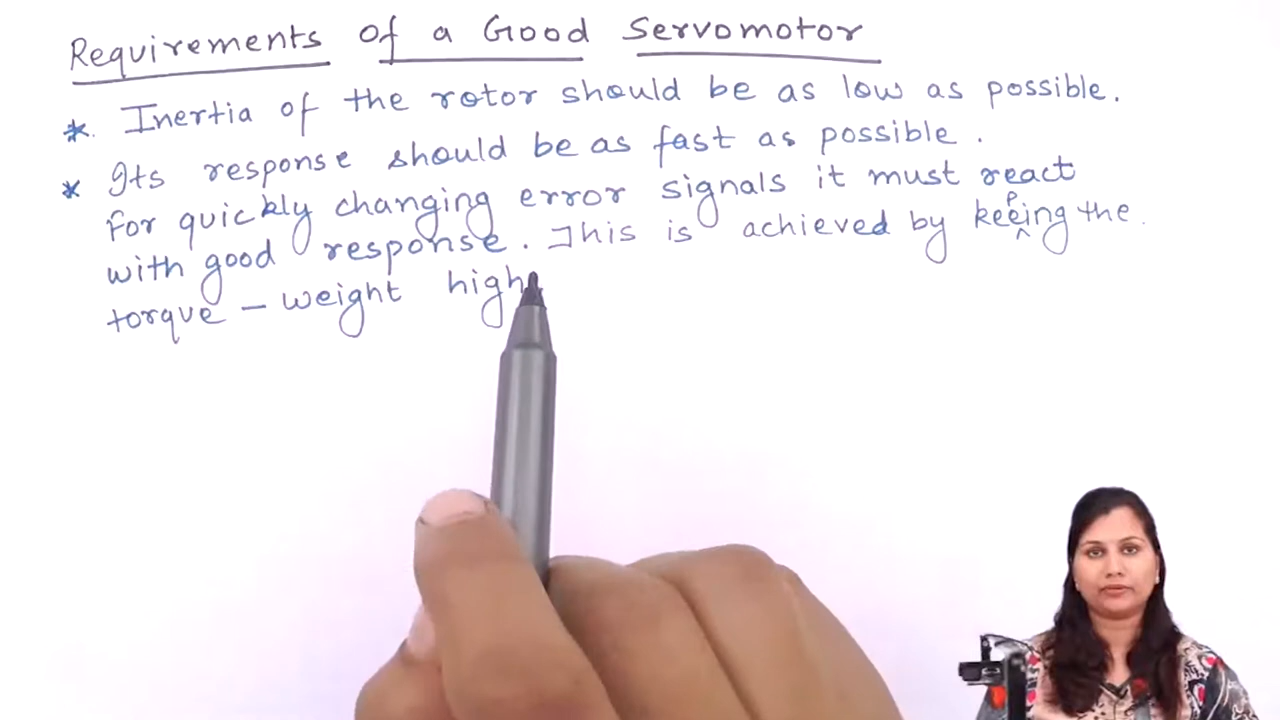 Requirements of a Good Servomotor
* Inertia of the rotor should be as low as possible.
* Its response should be as fast as possible.
For quickly changing error signals it must react
with good response. This is achieved by keeping the
torque - weight high